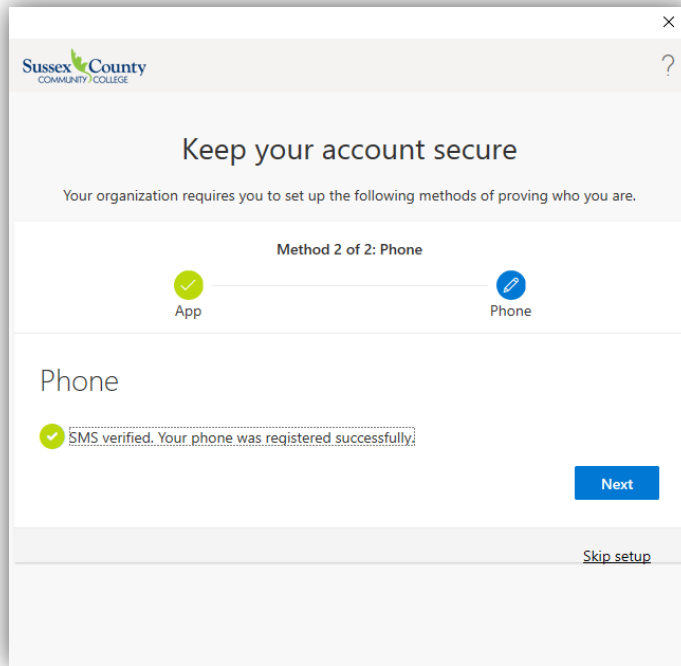 Sussex County
COMMUNITY COLLEGE
?
Keep your account secure
Your organization requires you to set up the following methods of proving who you are.
Method 2 of 2: Phone
App
Phone
Phone
SMS verified. Your phone was registered successfully.
Next
Skip setup